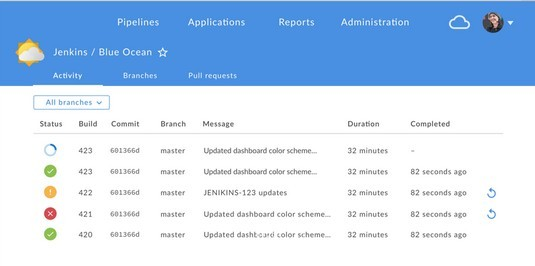 Pipelines Applications Reports Administration
Jenkins / Blue Ocean
Activity Branches Pull requests
All branches
Status Build Commit Branch Message Duration Completed
423 601366d master Updated dashboard color scheme... 32 minutes –
423 601366d master Updated dashboard color scheme... 32 minutes 82 seconds ago
422 601366d master JENIKINS-123 updates 32 minutes 82 seconds ago
421 601366d master Updated dashboard color scheme... 32 minutes 82 seconds ago
420 601366d master Updated dashboard color scheme... 32 minutes 82 seconds ago